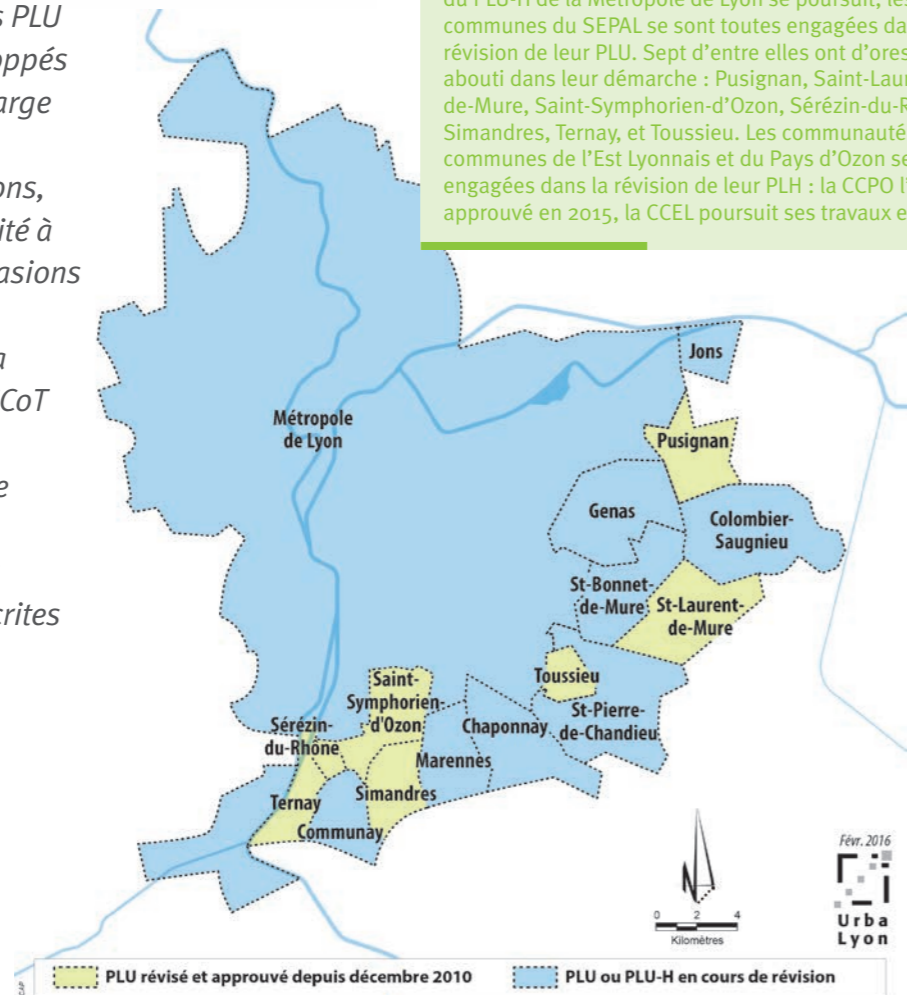 s PLU
oppés
arge
ons,
ité à
asions
a
CoT
e
crites
du PLU-H de la Métropole de Lyon se poursuit, les
communes du SEPAL se sont toutes engagées da
révision de leur PLU. Sept d'entre elles ont d'ores
abouti dans leur démarche : Pusignan, Saint-Laur
de-Mure, Saint-Symphorien-d'Ozon, Sérézin-du-R
Simandres, Ternay, et Toussieu. Les communauté
communes de l'Est Lyonnais et du Pays d'Ozon se
engagées dans la révision de leur PLH : la CCPO l'
approuvé en 2015, la CCEL poursuit ses travaux e
Jons
Métropole
de Lyon
Pusignan
Genas
Colombier-
Saugnieu
St-Bonnet-
de-Mure
St-Laurent-
de-Mure
Toussieu
Saint-
Symphorien-
d'Ozon
St-Pierre-
de-Chandieu
Chaponnay
Sérézin-
du-Rhône
Marennes
Simandres
Ternay
Communay
N
0 2 4
Kilomètres
Févr. 2016
Urba
Lyon
PLU révisé et approuvé depuis décembre 2010
PLU ou PLU-H en cours de révision